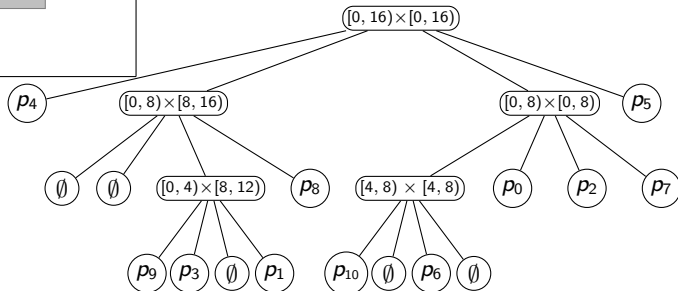 [0, 16)×[0, 16)
p4 [0, 8)×[8, 16) [0, 8)×[0, 8) p5
∅ ∅ [0, 4)×[8, 12) p8 [4, 8) × [4, 8) p0 p2 p7
p9 p3 ∅ p1 p10 ∅ p6 ∅